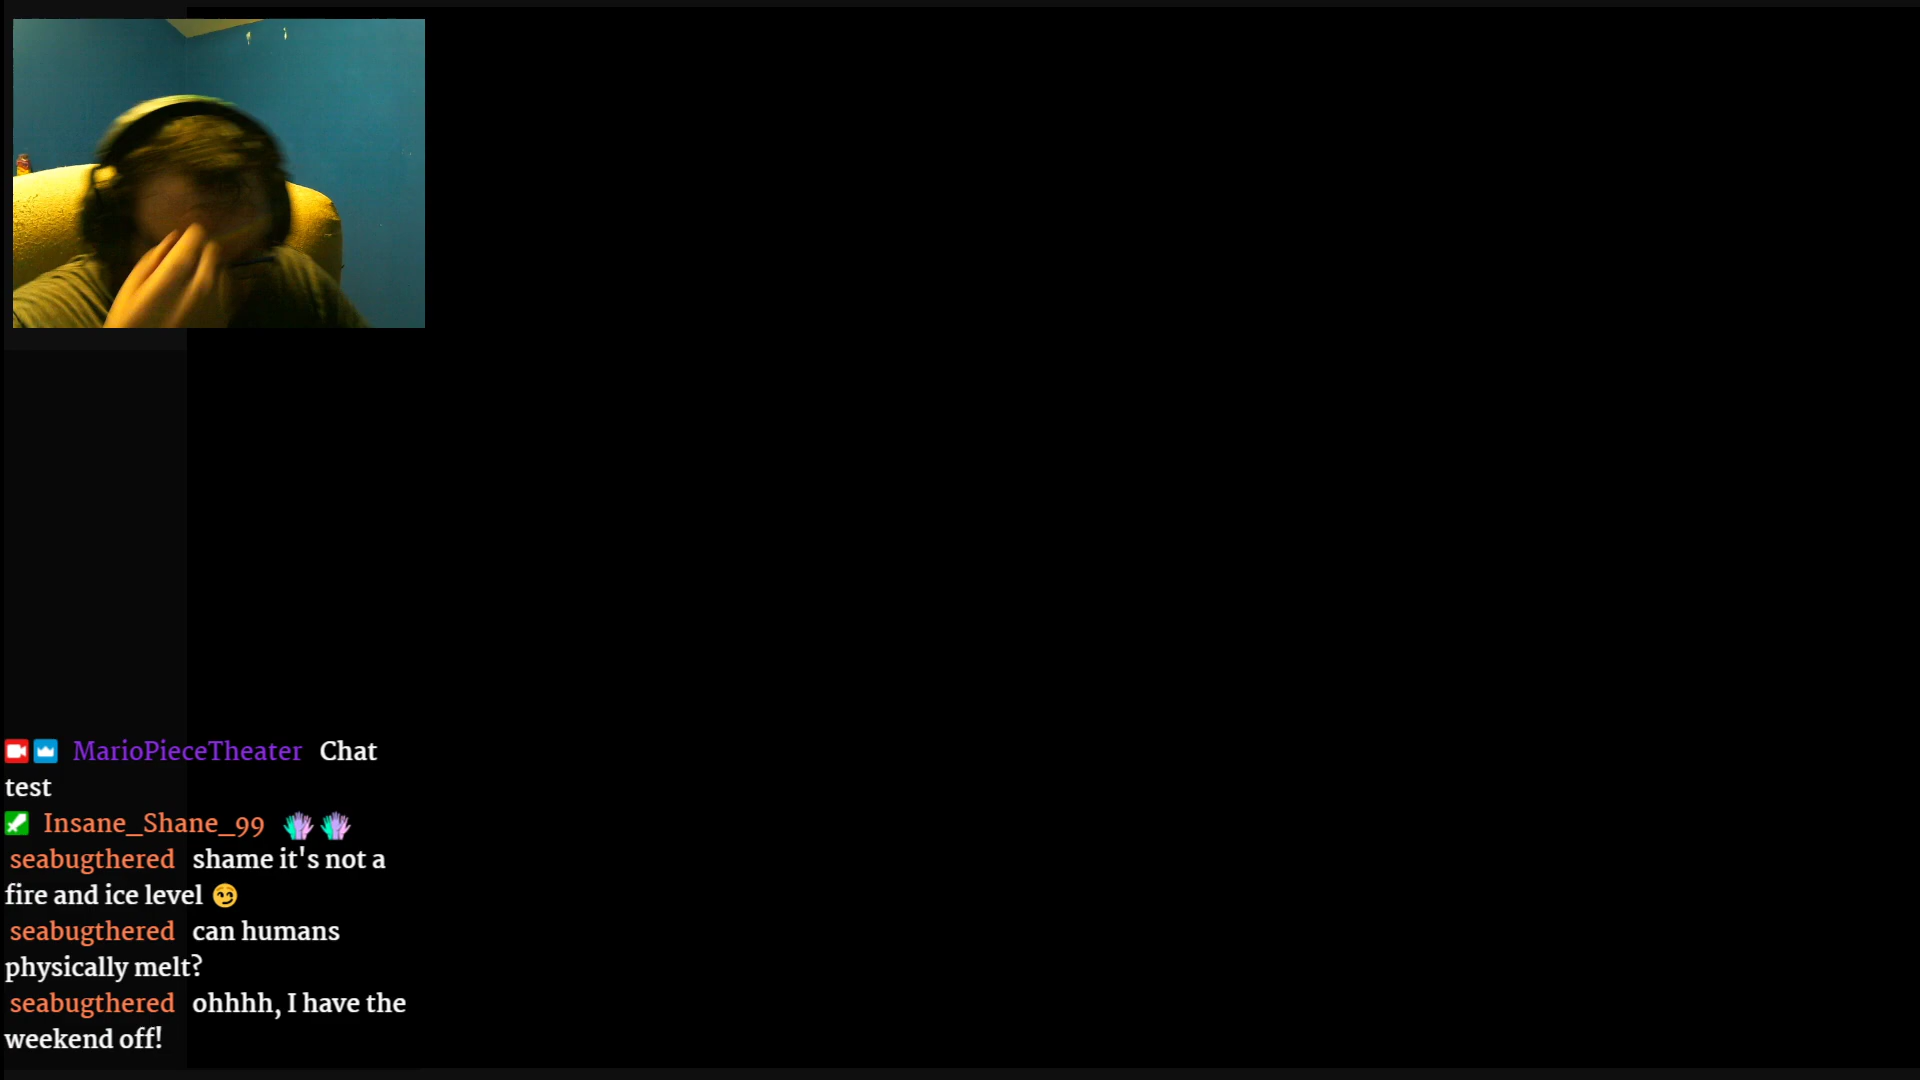 MarioPieceTheater Chat
test
Insane_Shane_99
seabugthered shame it's not a
fire and ice level
seabugthered can humans
physically melt?
seabugthered ohhhh, I have the
weekend off!